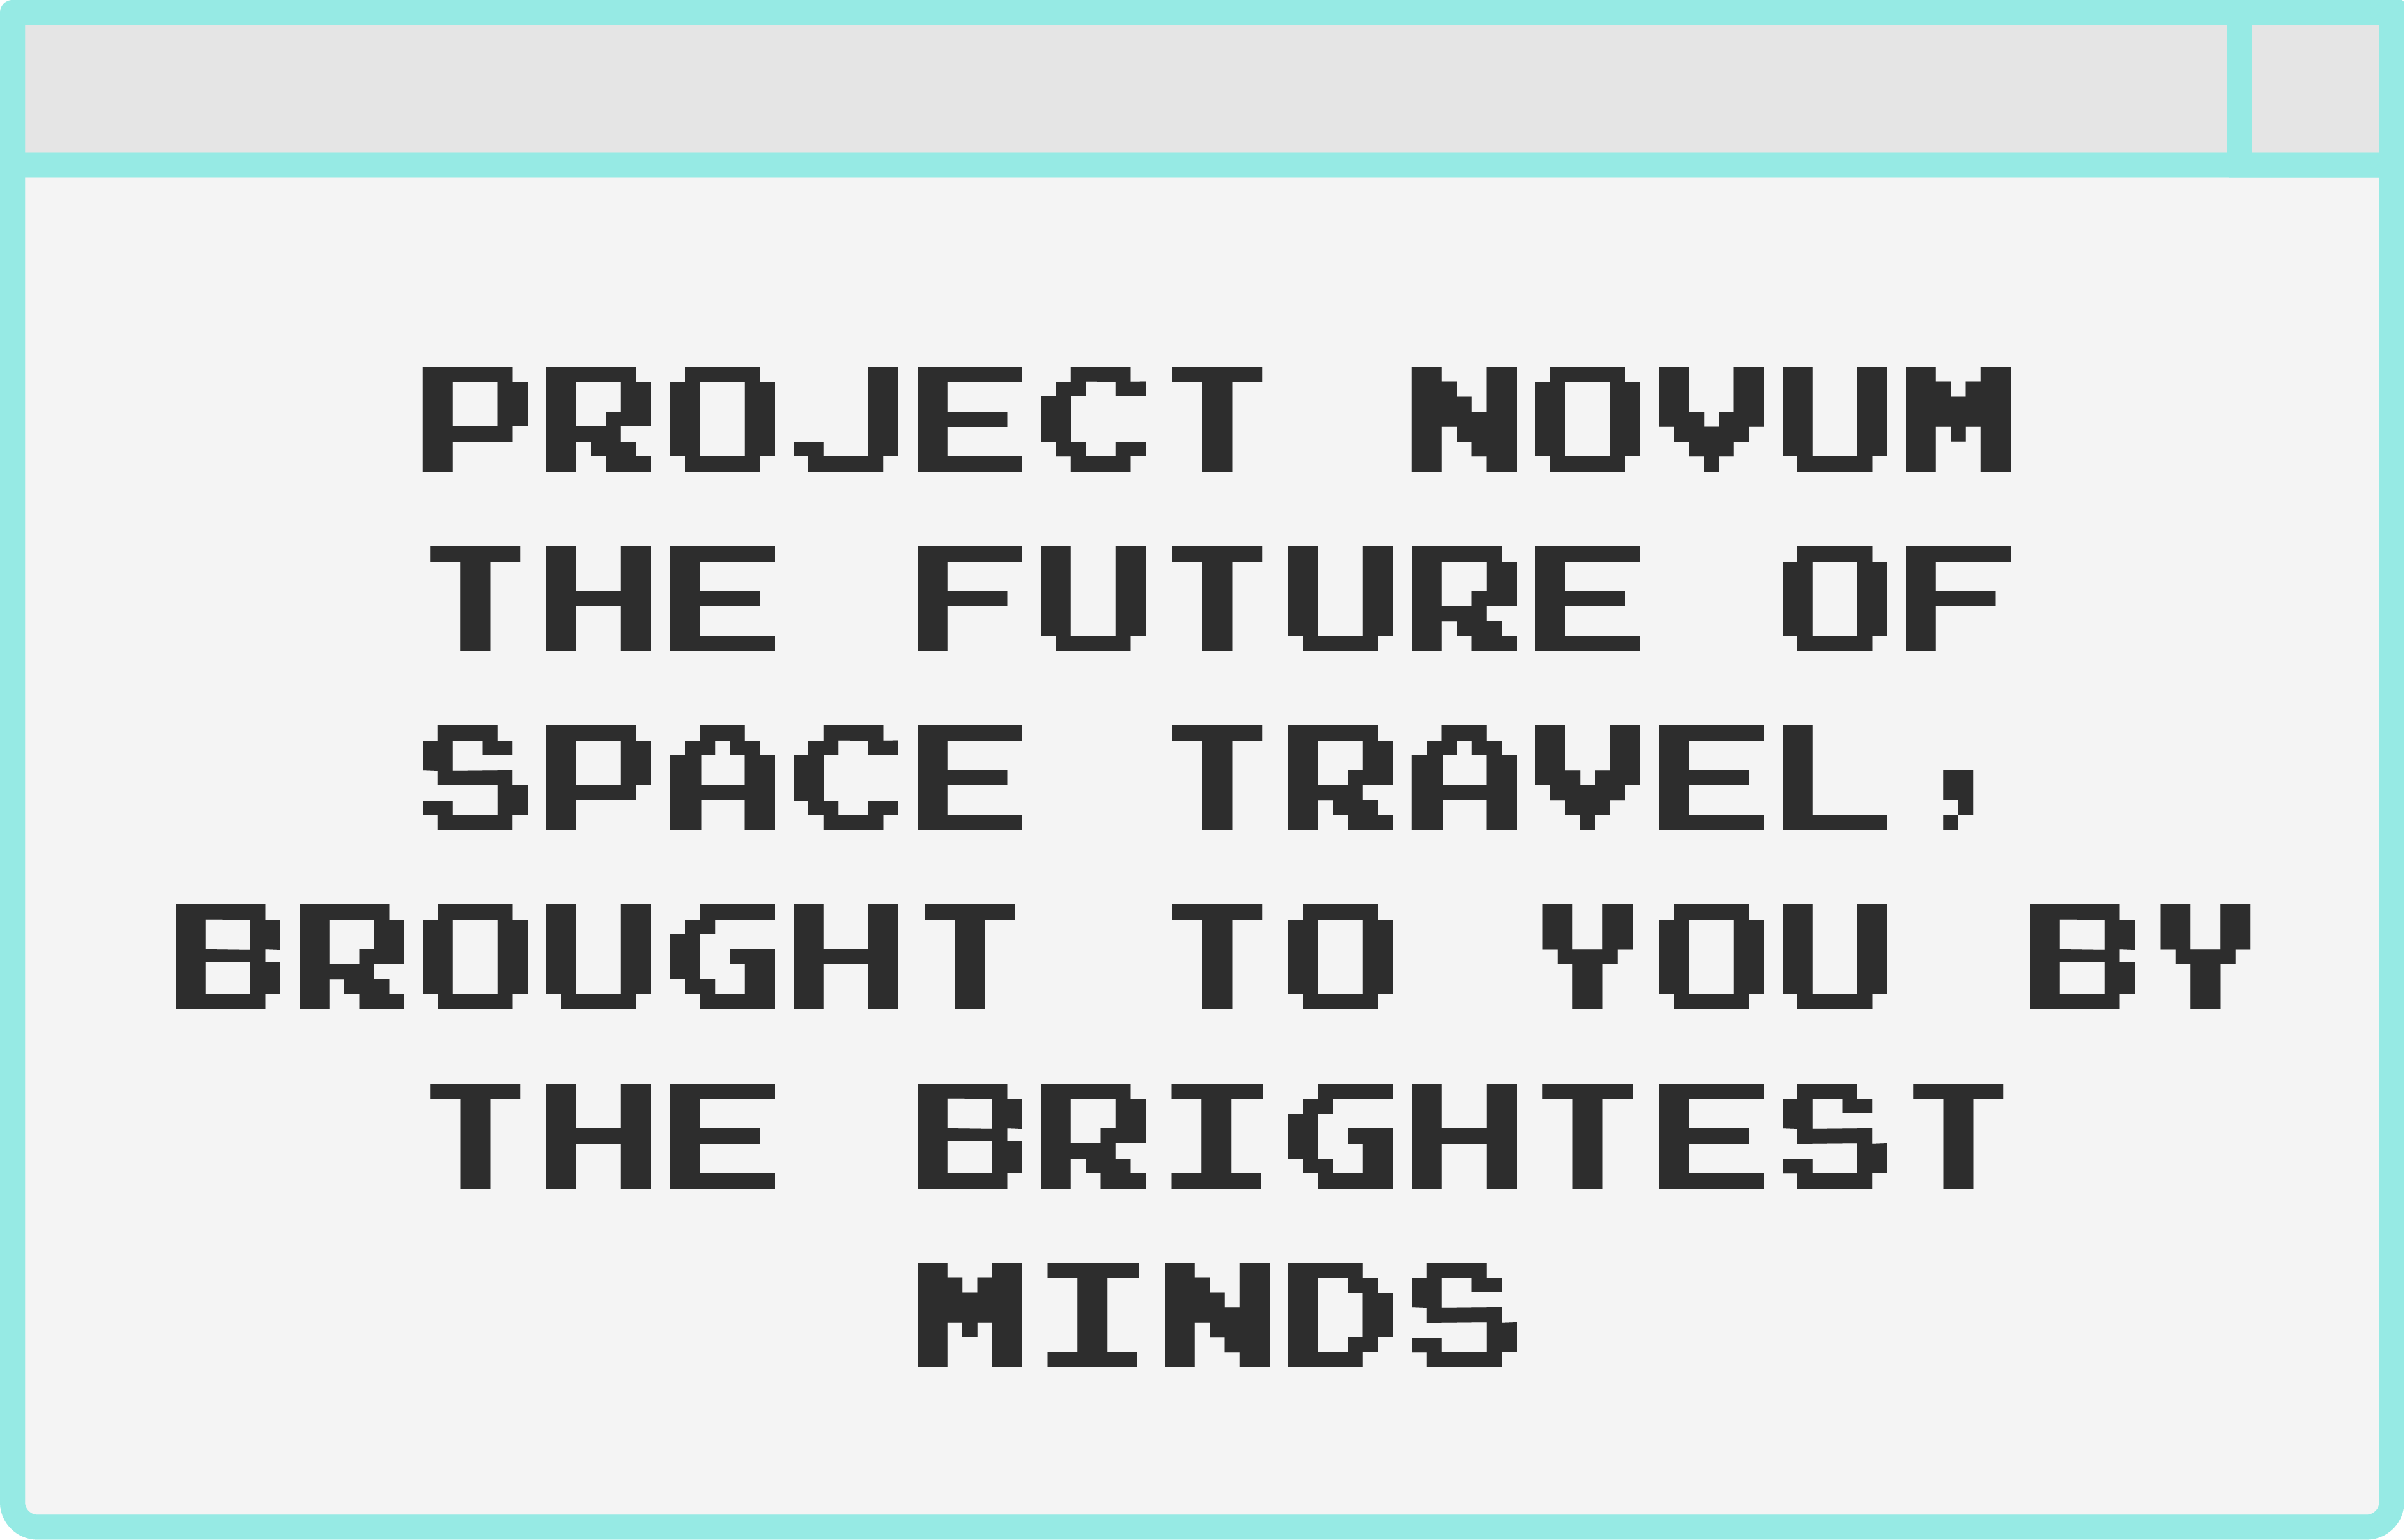 PROJECT NOVUM
THE FUTURE OF
SPACE TRAVEL,
BROUGHT TO YOU BY
THE BRIGHTEST
MINDS